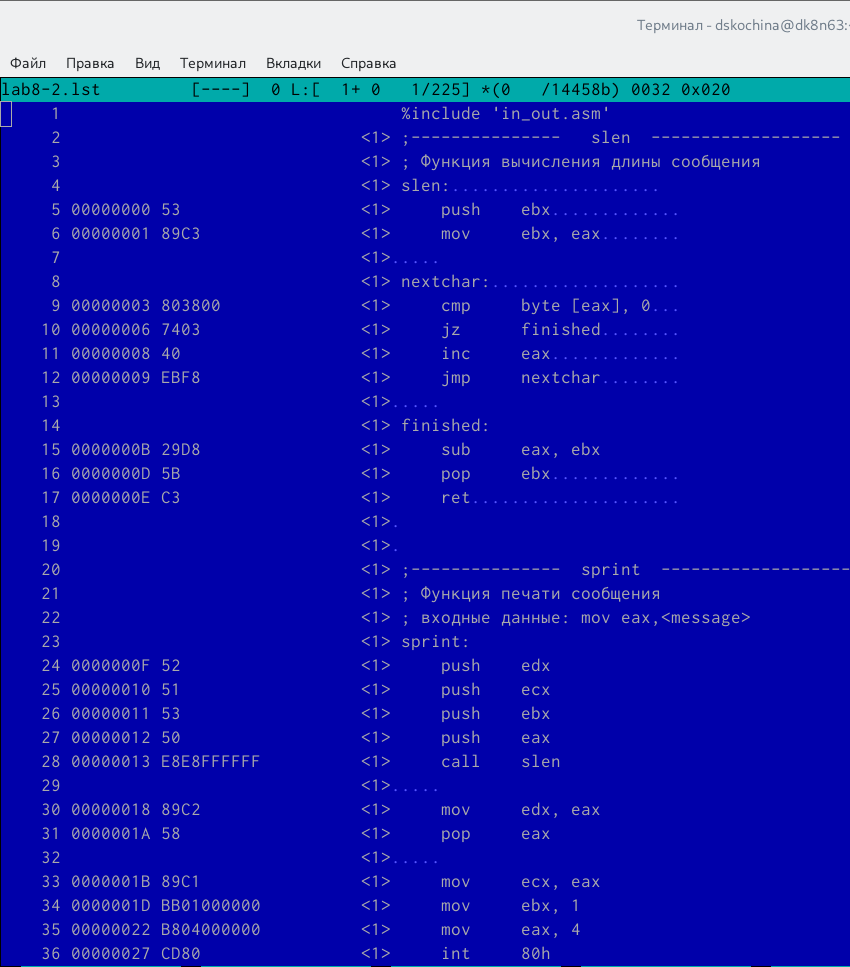 Терминал - dskochina@dk8n63:
Файл Правка Вид Терминал Вкладки Справка
lab8-2.lst [----] 0 L:[ 1+ 0 1/225] *(0 /14458b) 0032 0x020
1 %include 'in_out.asm'
2 <1> ;--------------- slen -------------------
3 <1> ; Функция вычисления длины сообщения
4 <1> slen:.....................
5 00000000 53 <1> push ebx.............
6 00000001 89C3 <1> mov ebx, eax........
7 <1>.....
8 <1> nextchar:...................
9 00000003 803800 <1> cmp byte [eax], 0...
10 00000006 7403 <1> jz finished........
11 00000008 40 <1> inc eax.............
12 00000009 EBF8 <1> jmp nextchar........
13 <1>.....
14 <1> finished:
15 0000000B 29D8 <1> sub eax, ebx
16 0000000D 5B <1> pop ebx.............
17 0000000E C3 <1> ret.....................
18 <1>.
19 <1>.
20 <1> ;--------------- sprint -------------------
21 <1> ; Функция печати сообщения
22 <1> ; входные данные: mov eax,<message>
23 <1> sprint:
24 0000000F 52 <1> push edx
25 00000010 51 <1> push ecx
26 00000011 53 <1> push ebx
27 00000012 50 <1> push eax
28 00000013 E8E8FFFFFF <1> call slen
29 <1>.....
30 00000018 89C2 <1> mov edx, eax
31 0000001A 58 <1> pop eax
32 <1>.....
33 0000001B 89C1 <1> mov ecx, eax
34 0000001D BB01000000 <1> mov ebx, 1
35 00000022 B804000000 <1> mov eax, 4
36 00000027 CD80 <1> int 80h